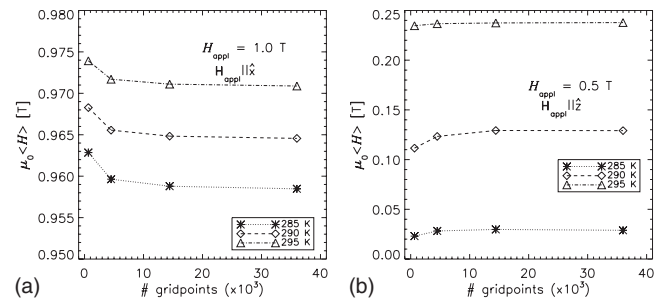 0.980
0.975
0.970
0.965
0.960
0.955
0.950
μ₀<H> [T]
H_appl = 1.0 T
H_appl||x̂
285 K
290 K
295 K
0 10 20 30 40
# gridpoints (x10³)
(a)
0.25
0.20
0.15
0.10
0.05
0.00
μ₀<H> [T]
H_appl = 0.5 T
H_appl||ẑ
285 K
290 K
295 K
0 10 20 30 40
# gridpoints (x10³)
(b)